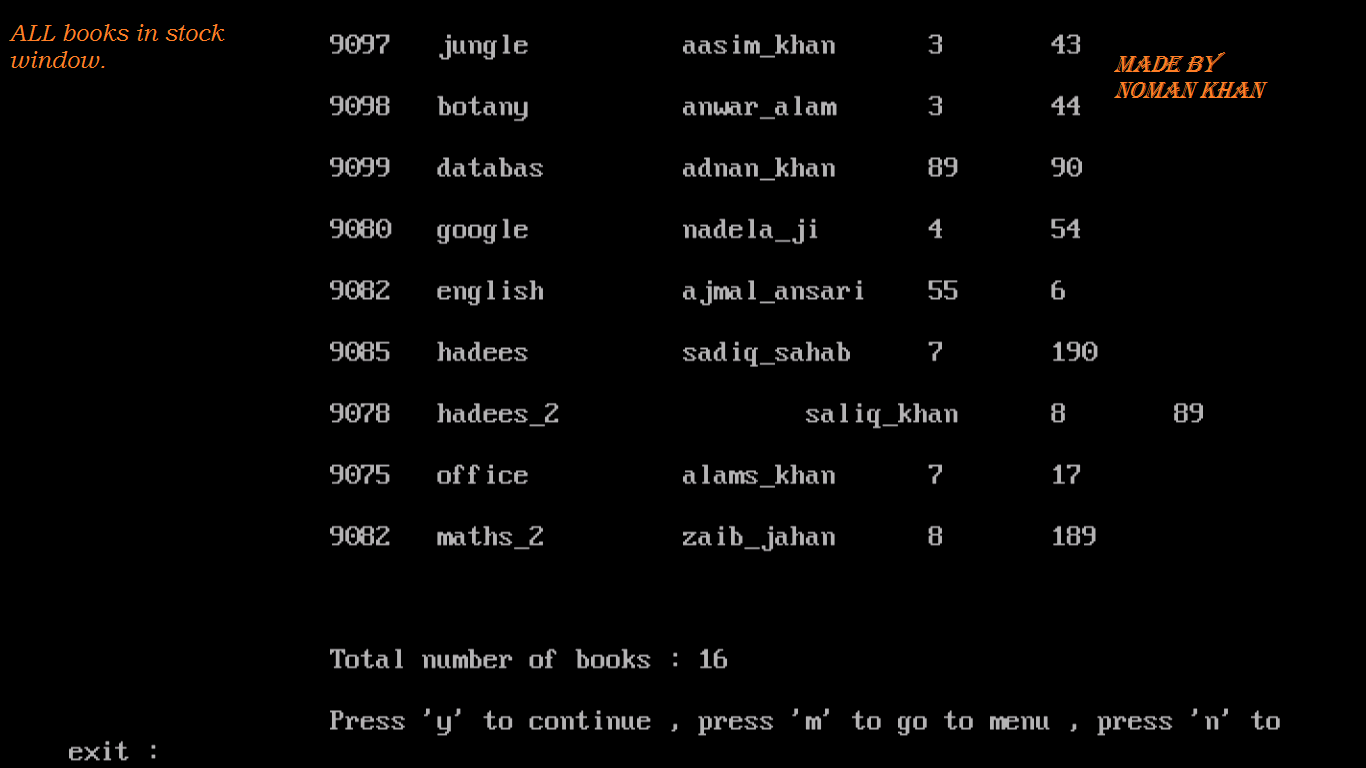 ALL books in stock
window.
MADE BY
NOMAN KHAN
9097 jungle aasim_khan 3 43
9098 botany anwar_alam 3 44
9099 databas adnan_khan 89 90
9080 google nadela_ji 4 54
9082 english ajmal_ansari 55 6
9085 hadees sadiq_sahab 7 190
9078 hadees_2 saliq_khan 8 89
9075 office alams_khan 7 17
9082 maths_2 zaib_jahan 8 189
Total number of books : 16
Press 'y' to continue , press 'm' to go to menu , press 'n' to
exit :